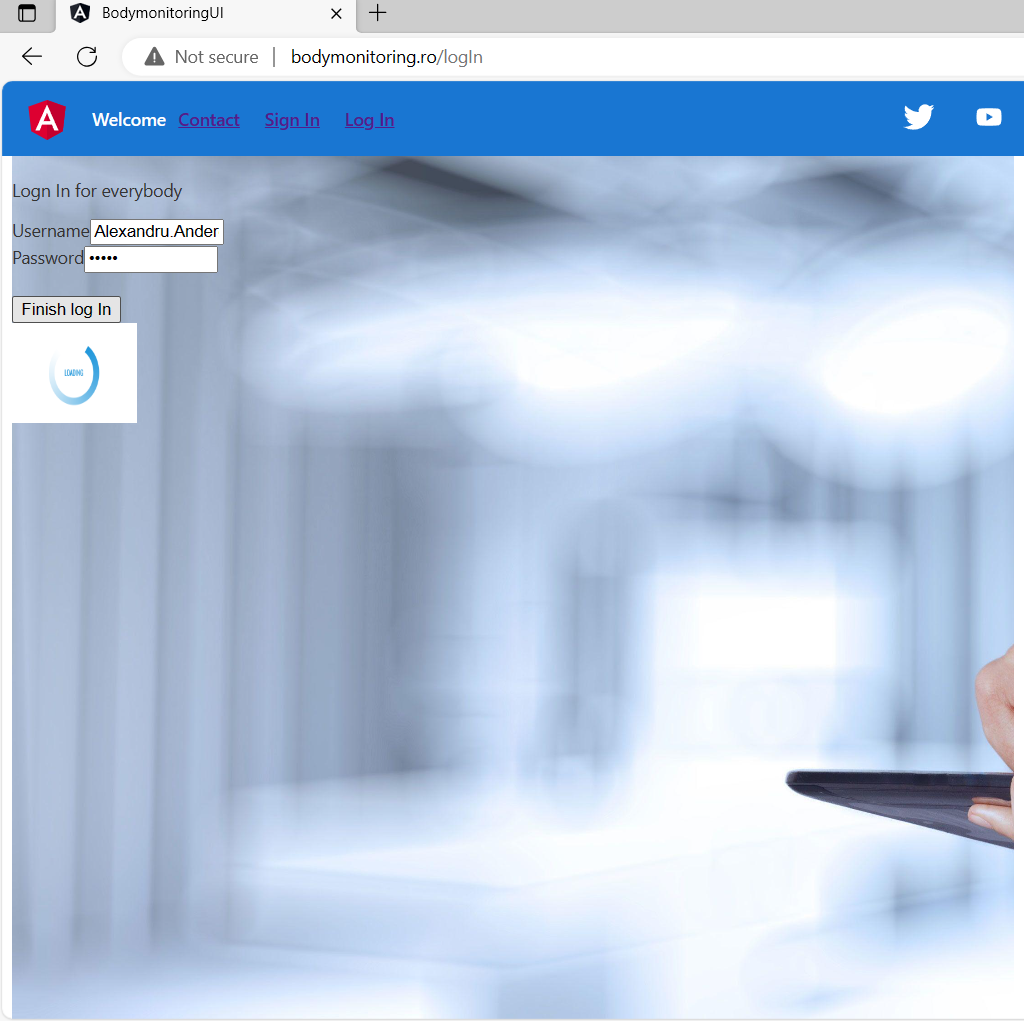 BodymonitoringUI
Not secure | bodymonitoring.ro/logIn
A Welcome Contact Sign In Log In
Logn In for everybody
Username Alexandru.Ander
Password •••••
Finish log In
LOADING